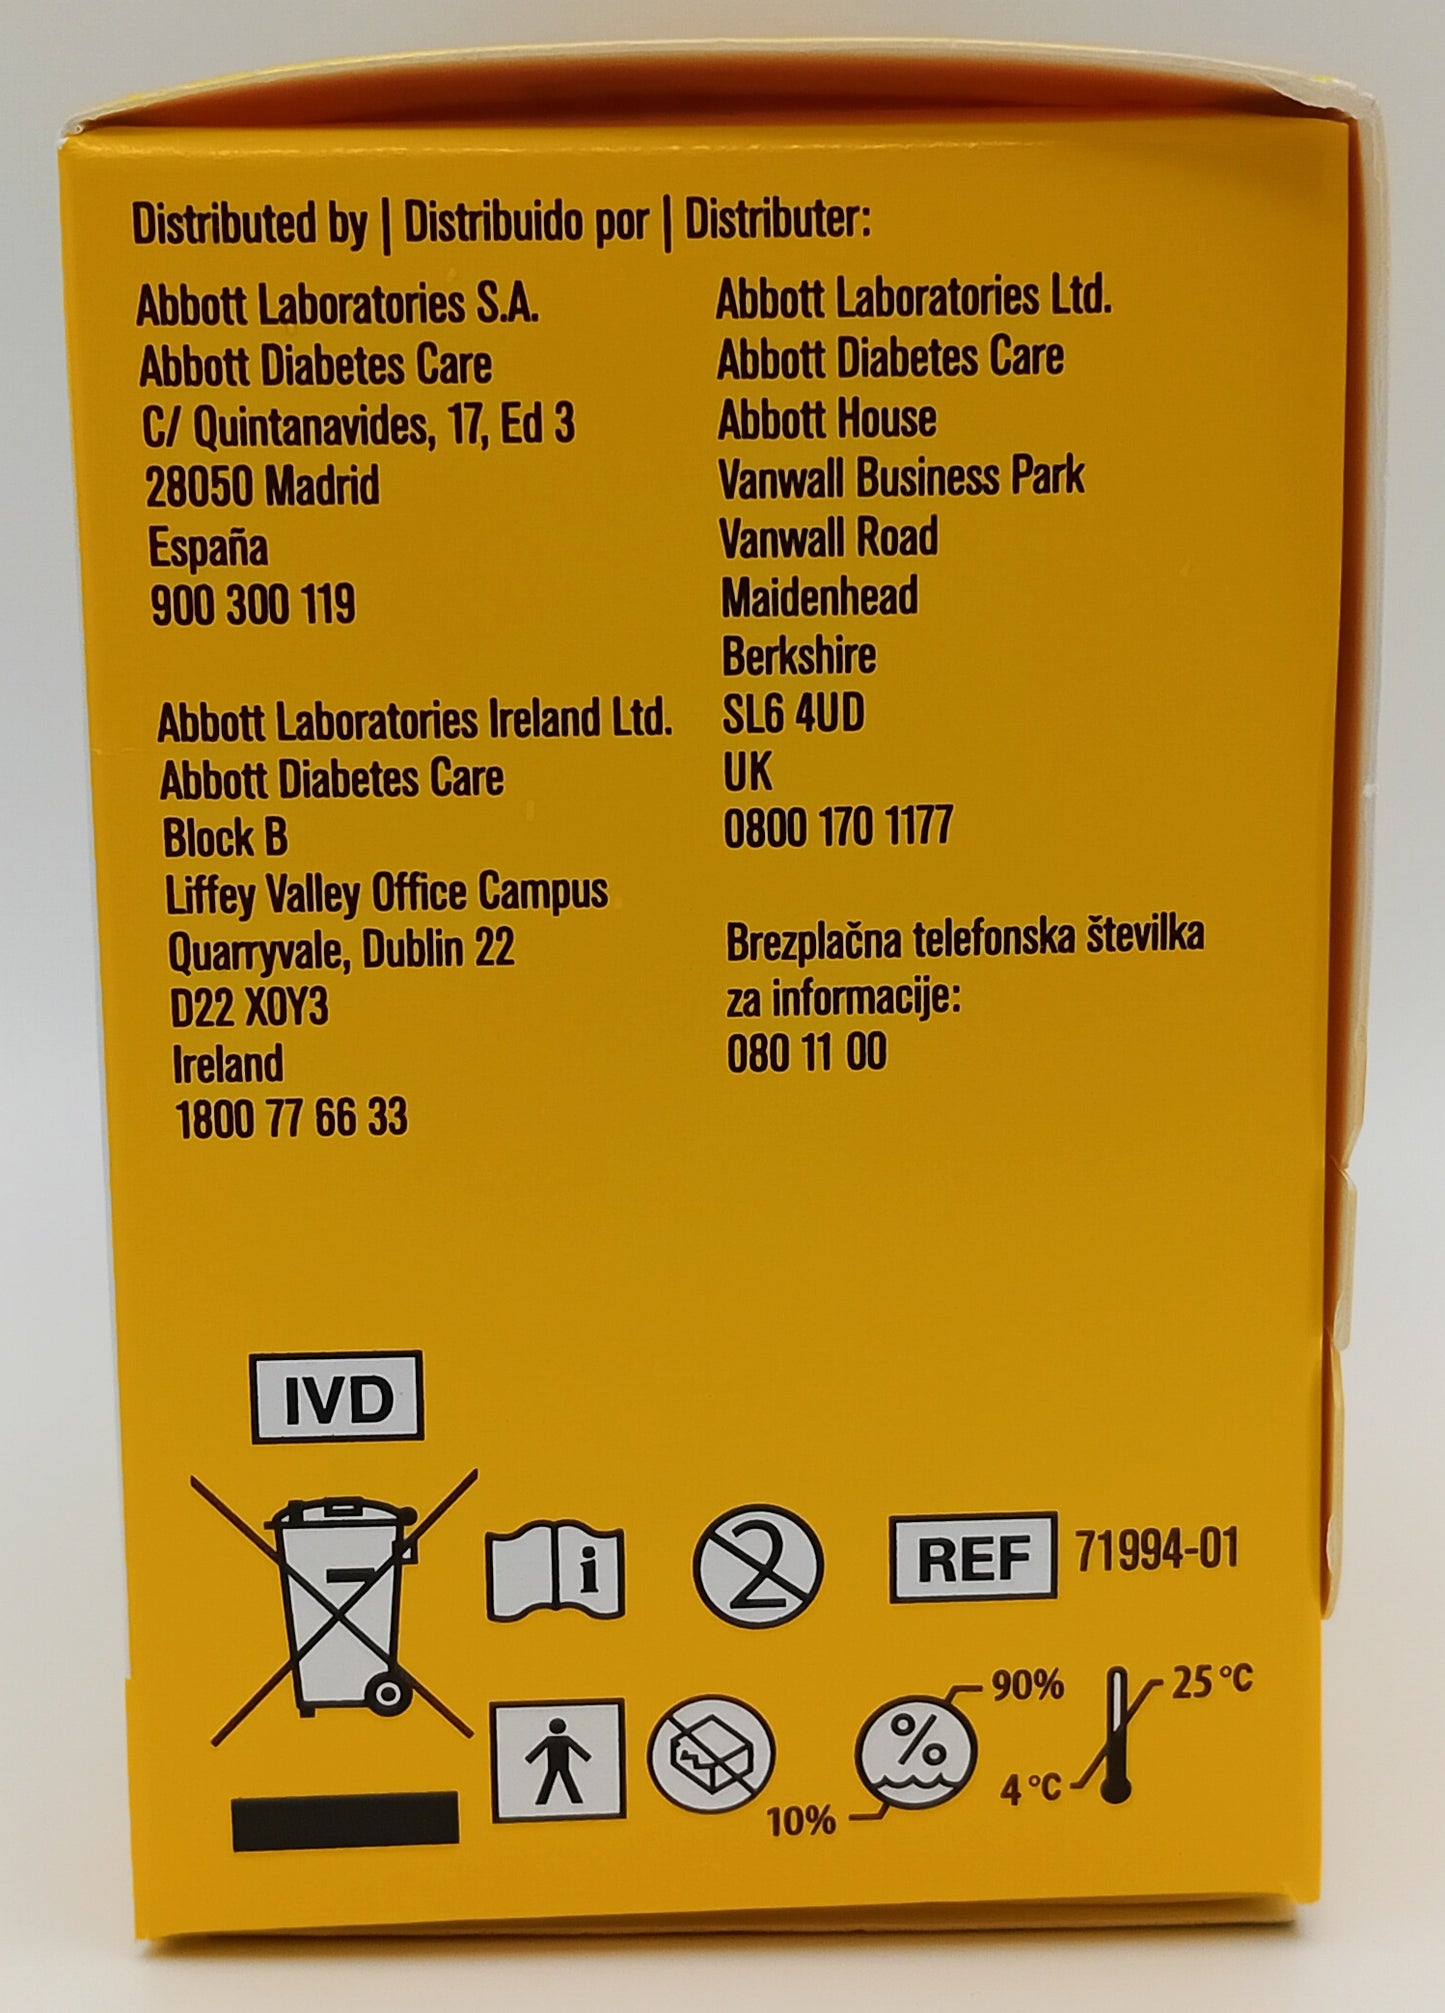 Distributed by | Distribuido por | Distributer:
Abbott Laboratories S.A.
Abbott Diabetes Care
C/ Quintanavides, 17, Ed 3
28050 Madrid
España
900 300 119
Abbott Laboratories Ireland Ltd.
Abbott Diabetes Care
Block B
Liffey Valley Office Campus
Quarryvale, Dublin 22
D22 X0Y3
Ireland
1800 77 66 33
Abbott Laboratories Ltd.
Abbott Diabetes Care
Abbott House
Vanwall Business Park
Vanwall Road
Maidenhead
Berkshire
SL6 4UD
UK
0800 170 1177
Brezplačna telefonska številka
za informacije:
080 11 00
IVD
i
2
REF 71994-01
90%
%
10%
25 °C
4 °C